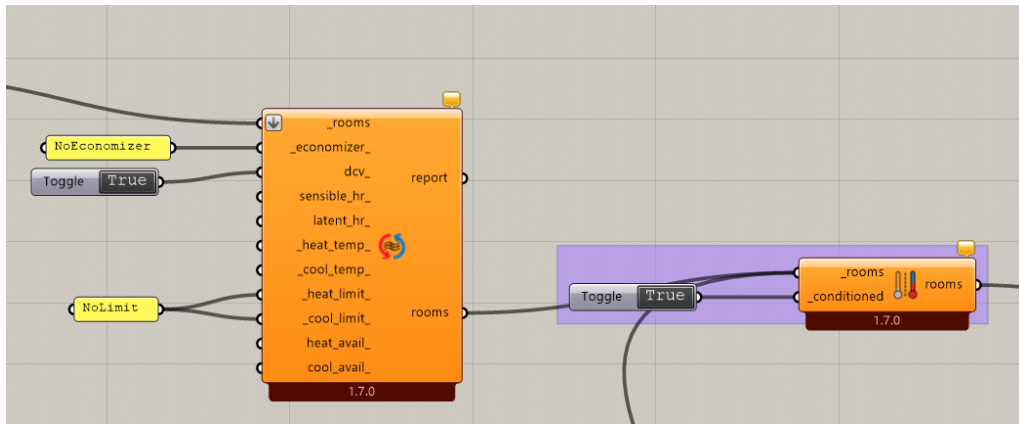 _rooms
NoEconomizer
_economizer_
Toggle True
dcv_
report
sensible_hr_
latent_hr_
_heat_temp_
_cool_temp_
_heat_limit_
NoLimit
_cool_limit_
rooms
heat_avail_
cool_avail_
1.7.0
_rooms
rooms
Toggle True
_conditioned
1.7.0